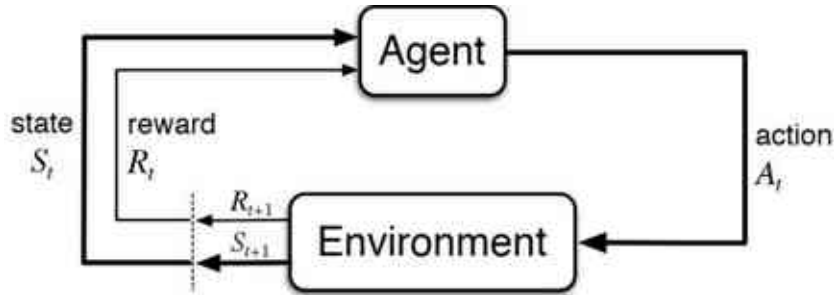 Agent
state
S_t
reward
R_t
action
A_t
R_{t+1}
S_{t+1}
Environment